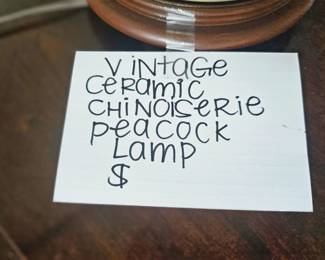 ViNtAGE
CERAMiC
CHiNOiSERiE
PEACOCK
LAMP
$